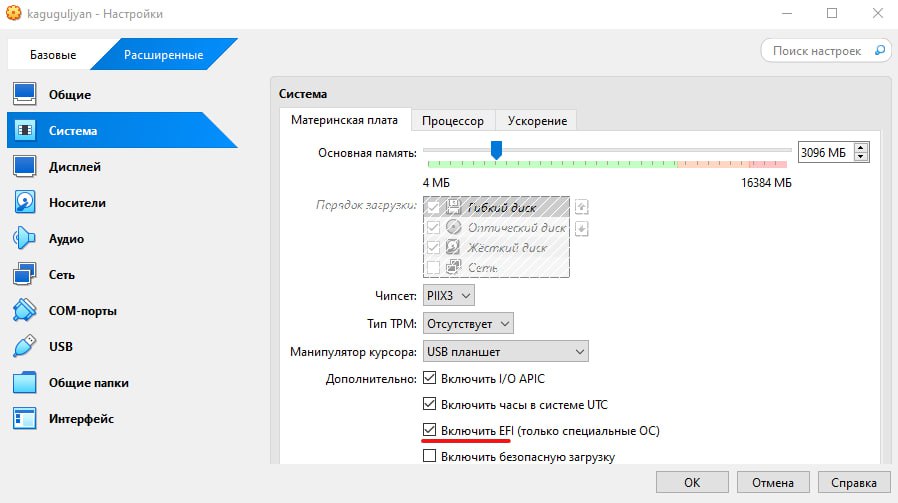 kaguguljyan - Настройки
Базовые
Расширенные
Поиск настроек
Общие
Система
Дисплей
Носители
Аудио
Сеть
COM-порты
USB
Общие папки
Интерфейс
Система
Материнская плата
Процессор
Ускорение
Основная память:
3096 МБ
4 МБ
16384 МБ
Порядок загрузки:
Гибкий диск
Оптический диск
Жёсткий диск
Сеть
Чипсет:
PIIX3
Тип TPM:
Отсутствует
Манипулятор курсора:
USB планшет
Дополнительно:
Включить I/O APIC
Включить часы в системе UTC
Включить EFI (только специальные ОС)
Включить безопасную загрузку
ОК
Отмена
Справка